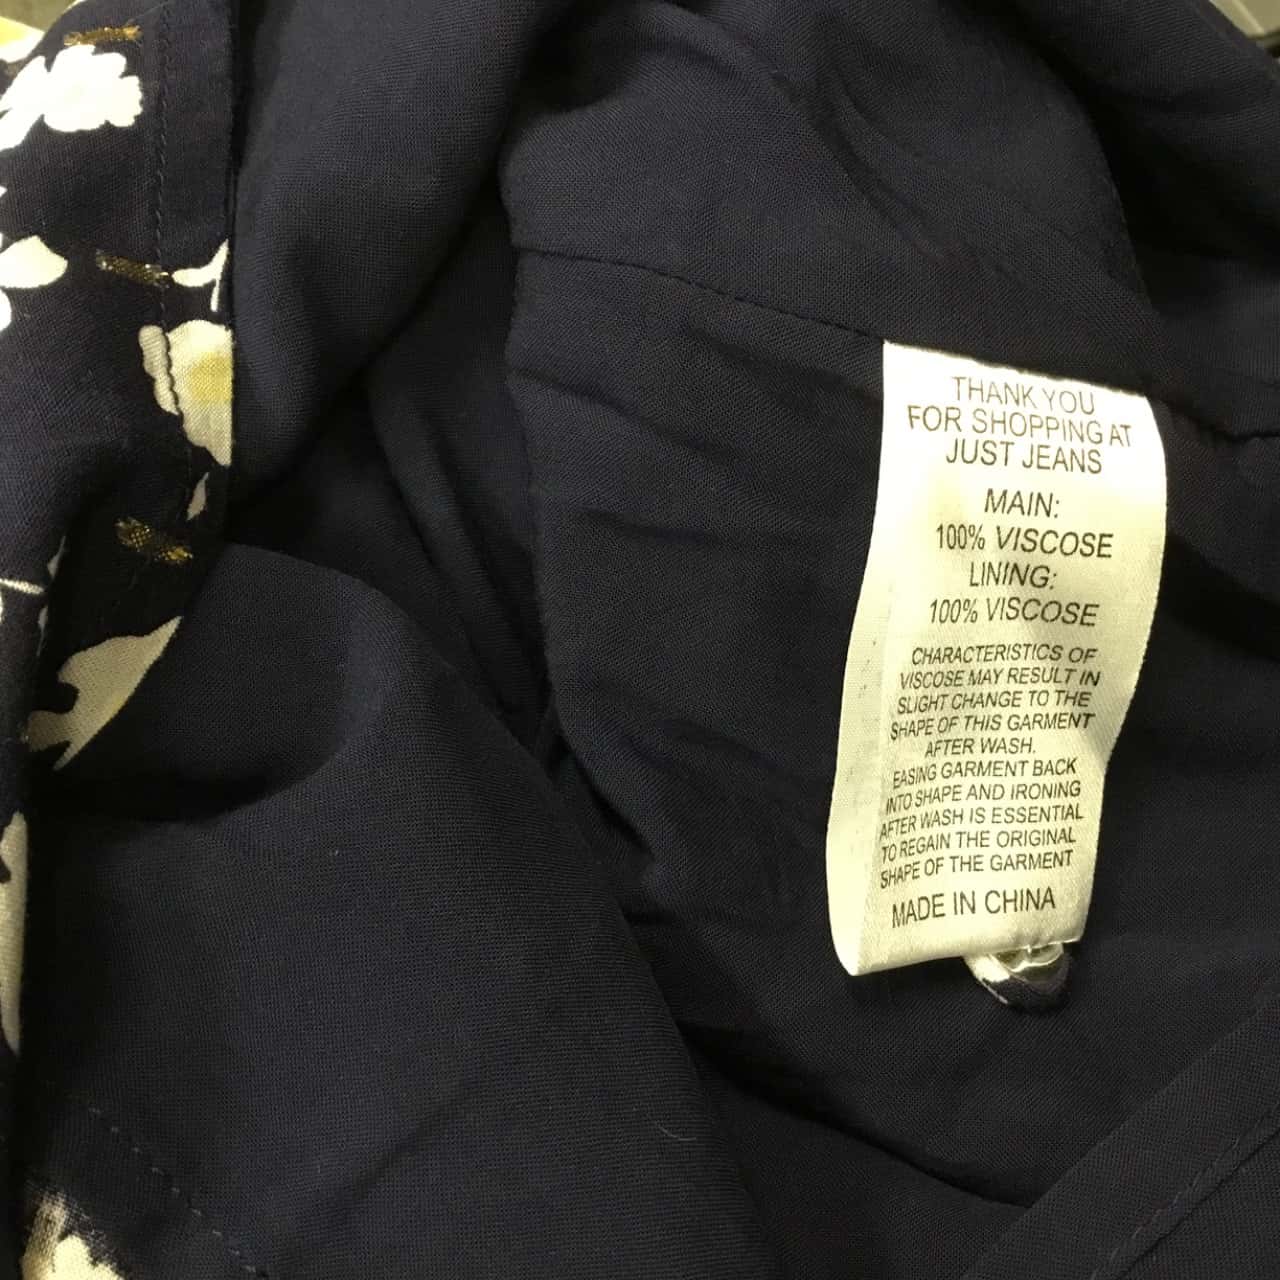 THANK YOU
FOR SHOPPING AT
JUST JEANS
MAIN:
100% VISCOSE
LINING:
100% VISCOSE
CHARACTERISTICS OF
VISCOSE MAY RESULT IN
SLIGHT CHANGE TO THE
SHAPE OF THIS GARMENT
AFTER WASH.
EASING GARMENT BACK
INTO SHAPE AND IRONING
AFTER WASH IS ESSENTIAL
TO REGAIN THE ORIGINAL
SHAPE OF THE GARMENT
MADE IN CHINA